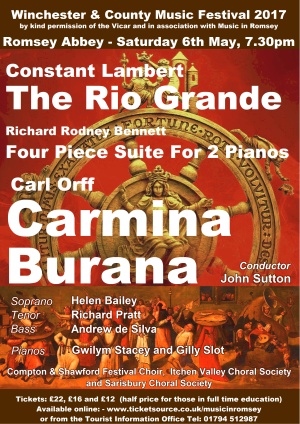 Winchester & County Music Festival 2017
by kind permission of the Vicar and in association with Music in Romsey
Romsey Abbey - Saturday 6th May, 7.30pm
Constant Lambert
The Rio Grande
Richard Rodney Bennett
Four Piece Suite For 2 Pianos
Carl Orff
Carmina
Burana
Conductor
John Sutton
Soprano Helen Bailey
Tenor Richard Pratt
Bass Andrew de Silva
Pianos Gwilym Stacey and Gilly Slot
Compton & Shawford Festival Choir, Itchen Valley Choral Society
and Sarisbury Choral Society
Tickets: £22, £16 and £12 (half price for those in full time education)
Available online: - www.ticketsource.co.uk/musicinromsey
or from the Tourist Information Office Tel: 01794 512987